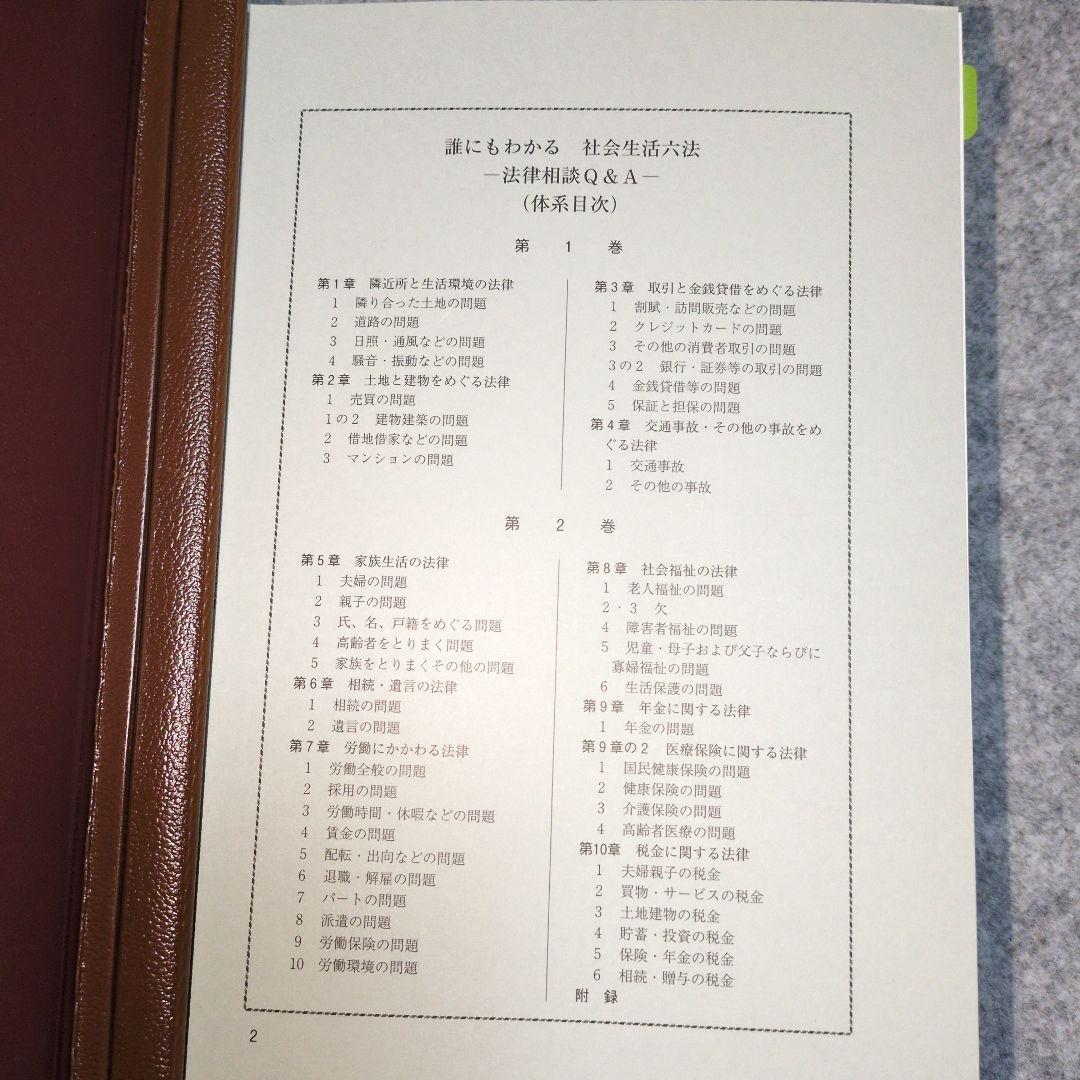 誰にもわかる 社会生活六法
―法律相談Q&A―
(体系目次)
第 1 巻
第1章 隣近所と生活環境の法律
1 隣り合った土地の問題
2 道路の問題
3 日照・通風などの問題
4 騒音・振動などの問題
第2章 土地と建物をめぐる法律
1 売買の問題
1の2 建物建築の問題
2 借地借家などの問題
3 マンションの問題
第3章 取引と金銭貸借をめぐる法律
1 割賦・訪問販売などの問題
2 クレジットカードの問題
3 その他の消費者取引の問題
3の2 銀行・証券等の取引の問題
4 金銭貸借等の問題
5 保証と担保の問題
第4章 交通事故・その他の事故をめ
ぐる法律
1 交通事故
2 その他の事故
第 2 巻
第5章 家族生活の法律
1 夫婦の問題
2 親子の問題
3 氏、名、戸籍をめぐる問題
4 高齢者をとりまく問題
5 家族をとりまくその他の問題
第6章 相続・遺言の法律
1 相続の問題
2 遺言の問題
第7章 労働にかかわる法律
1 労働全般の問題
2 採用の問題
3 労働時間・休暇などの問題
4 賃金の問題
5 配転・出向などの問題
6 退職・解雇の問題
7 パートの問題
8 派遣の問題
9 労働保険の問題
10 労働環境の問題
第8章 社会福祉の法律
1 老人福祉の問題
2・3 欠
4 障害者福祉の問題
5 児童・母子および父子ならびに
寡婦福祉の問題
6 生活保護の問題
第9章 年金に関する法律
1 年金の問題
第9章の2 医療保険に関する法律
1 国民健康保険の問題
2 健康保険の問題
3 介護保険の問題
4 高齢者医療の問題
第10章 税金に関する法律
1 夫婦親子の税金
2 買物・サービスの税金
3 土地建物の税金
4 貯蓄・投資の税金
5 保険・年金の税金
6 相続・贈与の税金
附 録
2